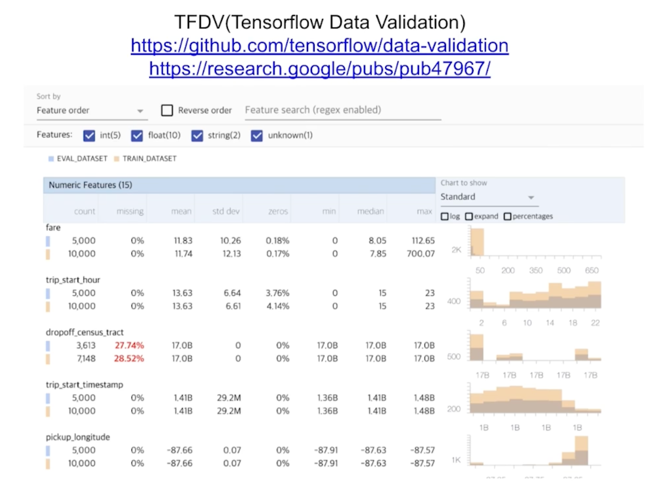 TFDV(Tensorflow Data Validation)
https://github.com/tensorflow/data-validation
https://research.google/pubs/pub47967/
Sort by
Feature order
Reverse order
Feature search (regex enabled)
Features: int(5) float(10) string(2) unknown(1)
EVAL_DATASET TRAIN_DATASET
Numeric Features (15)
Chart to show
Standard
count missing mean std dev zeros min median max
log expand percentages
fare
5,000 0% 11.83 10.26 0.18% 0 8.05 112.65
10,000 0% 11.74 12.13 0.17% 0 7.85 700.07
2K
50 200 350 500 650
trip_start_hour
5,000 0% 13.63 6.64 3.76% 0 15 23
10,000 0% 13.63 6.61 4.14% 0 15 23
400
2 6 10 14 18 22
dropoff_census_tract
3,613 27.74% 17.0B 0 0% 17.0B 17.0B 17.0B
7,148 28.52% 17.0B 0 0% 17.0B 17.0B 17.0B
500
17B 17B 17B 17B 17B
trip_start_timestamp
5,000 0% 1.41B 29.2M 0% 1.36B 1.41B 1.48B
10,000 0% 1.41B 29.2M 0% 1.36B 1.41B 1.48B
200
1B 1B 1B 1B
pickup_longitude
5,000 0% -87.66 0.07 0% -87.91 -87.63 -87.57
10,000 0% -87.66 0.07 0% -87.91 -87.63 -87.57
1K